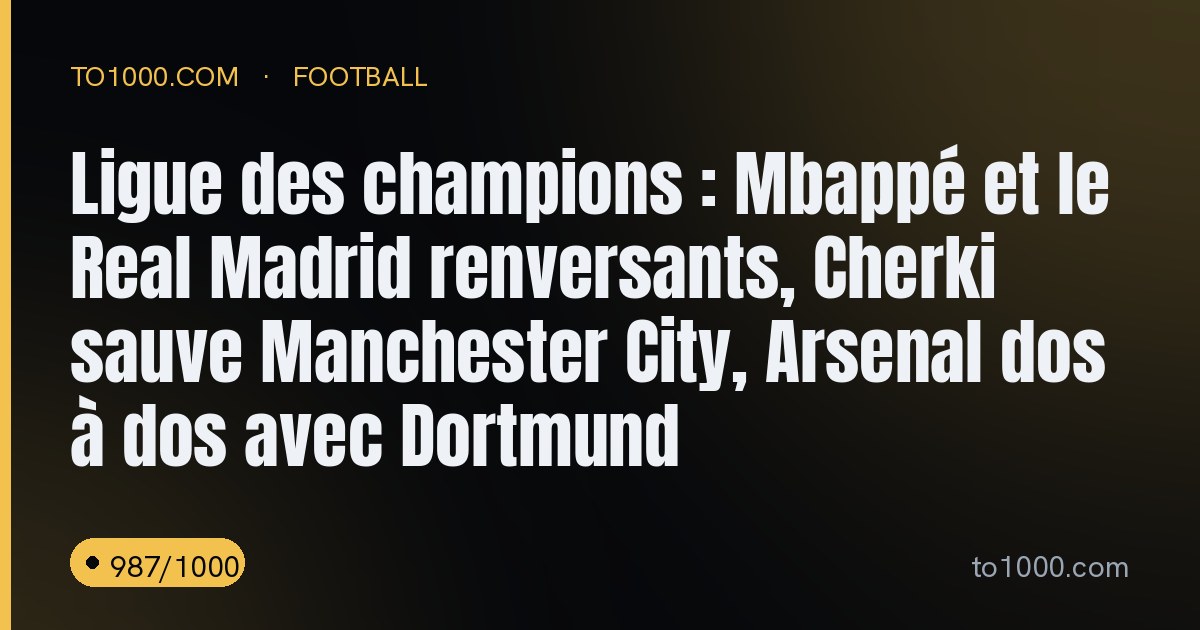 TO1000.COM · FOOTBALL
Ligue des champions : Mbappé et le
Real Madrid renversants, Cherki
sauve Manchester City, Arsenal dos
à dos avec Dortmund
987/1000
to1000.com